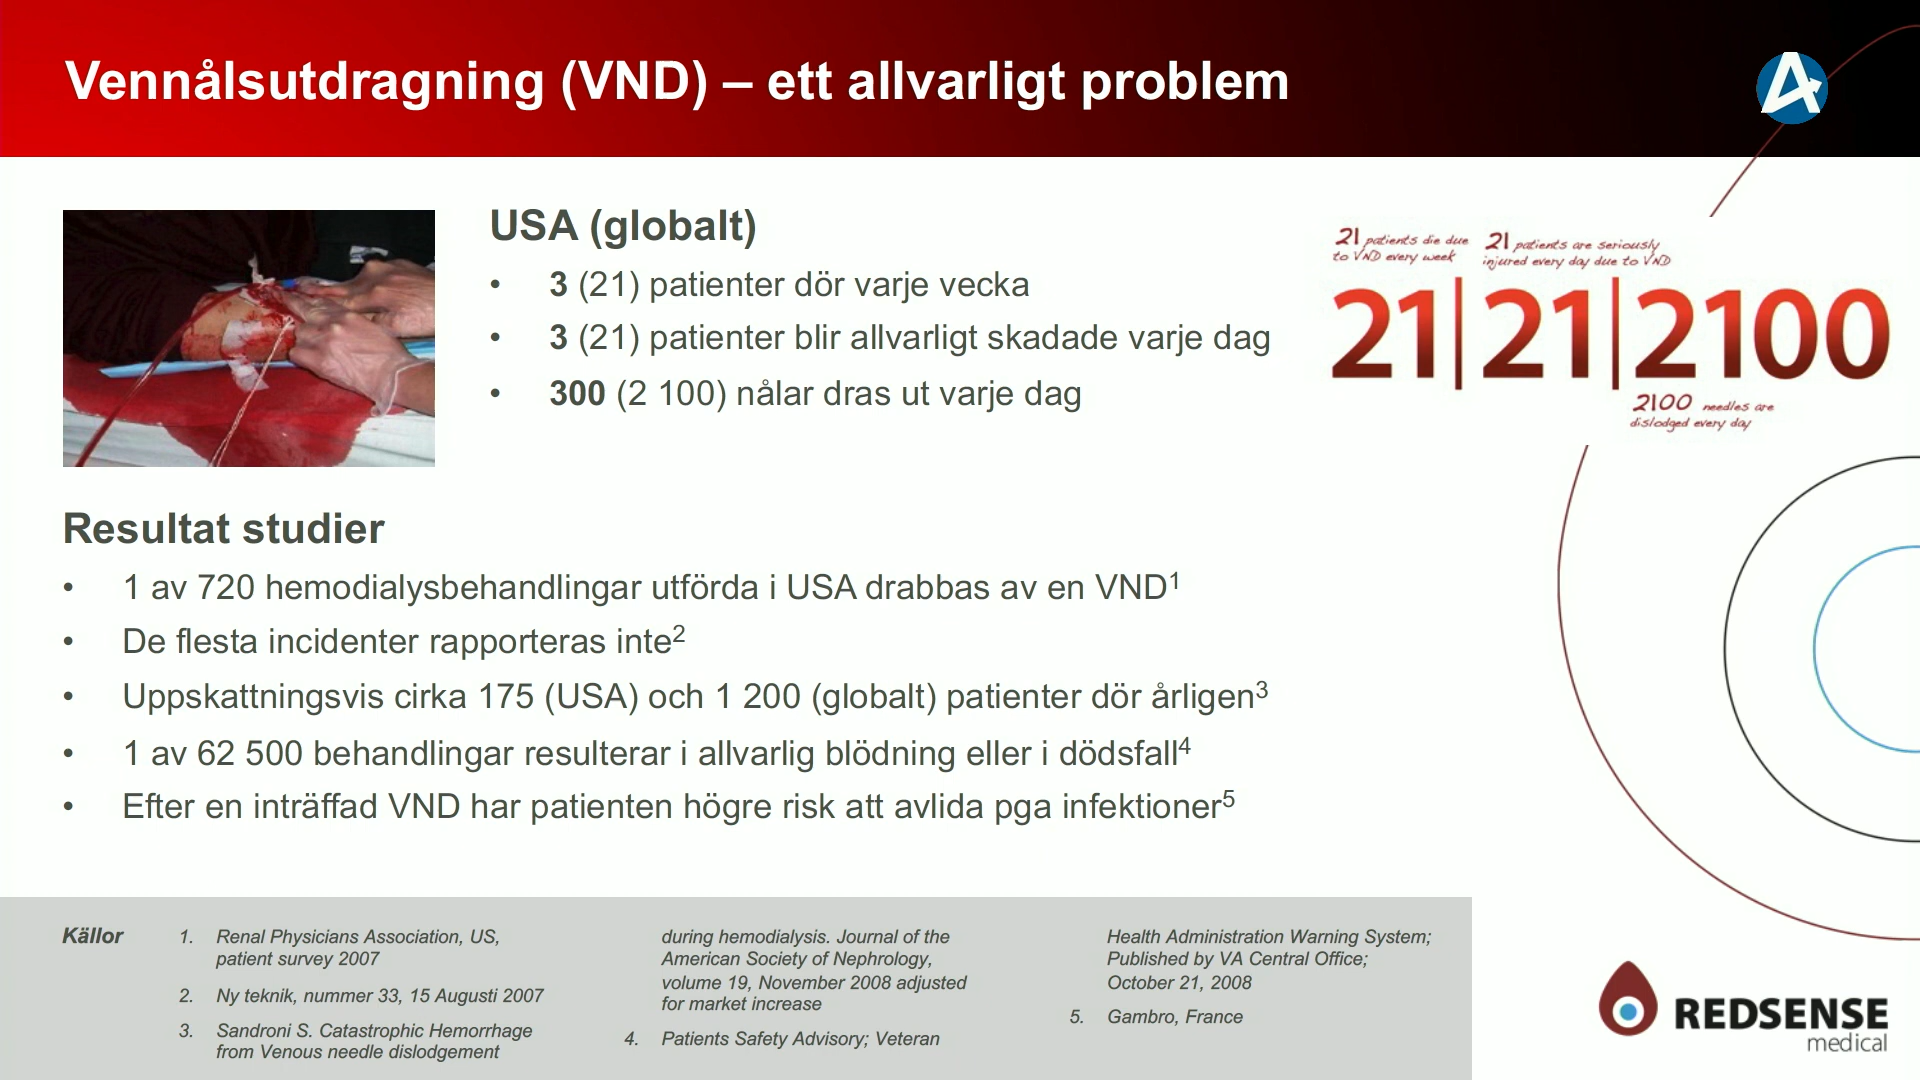 Vennålsutdragning (VND) – ett allvarligt problem
USA (globalt)
• 3 (21) patienter dör varje vecka
• 3 (21) patienter blir allvarligt skadade varje dag
• 300 (2 100) nålar dras ut varje dag
21 patients die due
to VND every week
21 patients are seriously
injured every day due to VND
21|21|2100
2100 needles are
dislodged every day
Resultat studier
• 1 av 720 hemodialysbehandlingar utförda i USA drabbas av en VND1
• De flesta incidenter rapporteras inte2
• Uppskattningsvis cirka 175 (USA) och 1 200 (globalt) patienter dör årligen3
• 1 av 62 500 behandlingar resulterar i allvarlig blödning eller i dödsfall4
• Efter en inträffad VND har patienten högre risk att avlida pga infektioner5
Källor
1. Renal Physicians Association, US,
patient survey 2007
2. Ny teknik, nummer 33, 15 Augusti 2007
3. Sandroni S. Catastrophic Hemorrhage
from Venous needle dislodgement
during hemodialysis. Journal of the
American Society of Nephrology,
volume 19, November 2008 adjusted
for market increase
4. Patients Safety Advisory; Veteran
Health Administration Warning System;
Published by VA Central Office;
October 21, 2008
5. Gambro, France
REDSENSE
medical